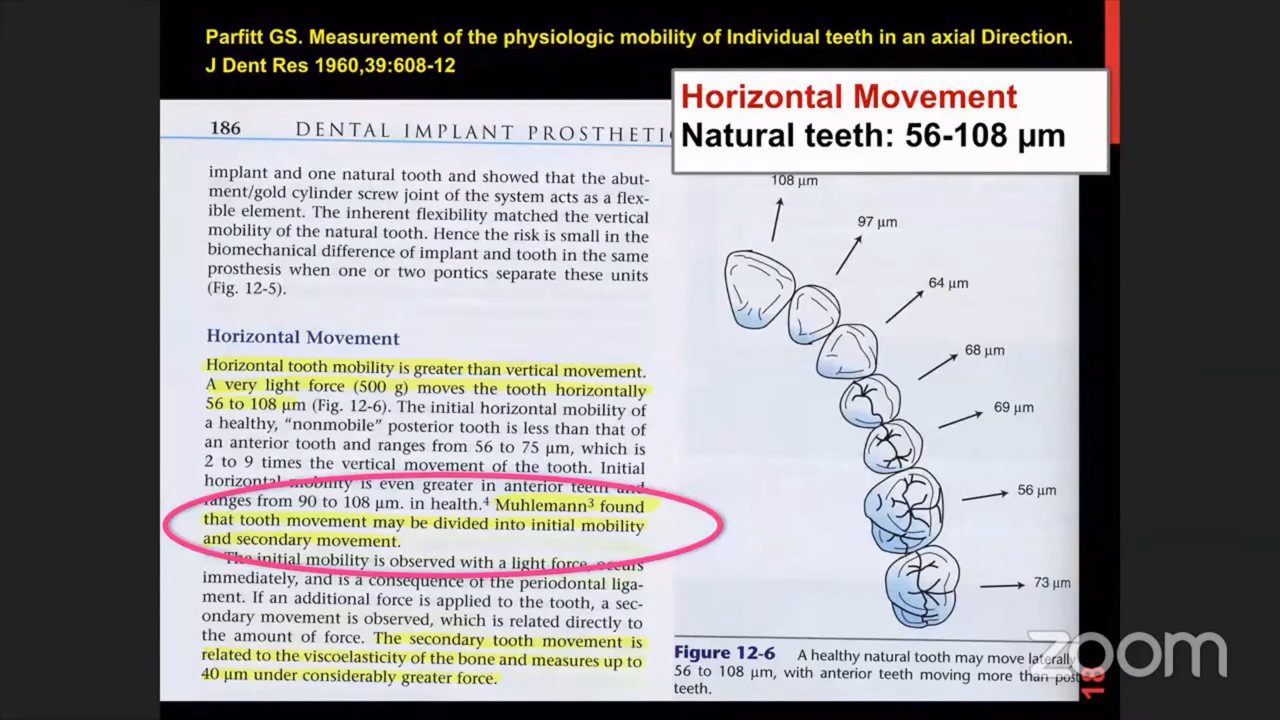 Parfitt GS. Measurement of the physiologic mobility of Individual teeth in an axial Direction.
J Dent Res 1960,39:608-12
Horizontal Movement
Natural teeth: 56-108 µm
186 DENTAL IMPLANT PROSTHETI
implant and one natural tooth and showed that the abut-
ment/gold cylinder screw joint of the system acts as a flex-
ible element. The inherent flexibility matched the vertical
mobility of the natural tooth. Hence the risk is small in the
biomechanical difference of implant and tooth in the same
prosthesis when one or two pontics separate these units
(Fig. 12-5).
Horizontal Movement
Horizontal tooth mobility is greater than vertical movement.
A very light force (500 g) moves the tooth horizontally
56 to 108 µm (Fig. 12-6). The initial horizontal mobility of
a healthy, “nonmobile” posterior tooth is less than that of
an anterior tooth and ranges from 56 to 75 µm, which is
2 to 9 times the vertical movement of the tooth. Initial
horizontal mobility is even greater in anterior teeth and
ranges from 90 to 108 µm. in health.⁴ Muhlemann³ found
that tooth movement may be divided into initial mobility
and secondary movement.
The initial mobility is observed with a light force, occurs
immediately, and is a consequence of the periodontal liga-
ment. If an additional force is applied to the tooth, a sec-
ondary movement is observed, which is related directly to
the amount of force. The secondary tooth movement is
related to the viscoelasticity of the bone and measures up to
40 µm under considerably greater force.
108 µm
97 µm
64 µm
68 µm
69 µm
56 µm
73 µm
Figure 12-6 A healthy natural tooth may move laterally
56 to 108 µm, with anterior teeth moving more than post
teeth.
zoom
18